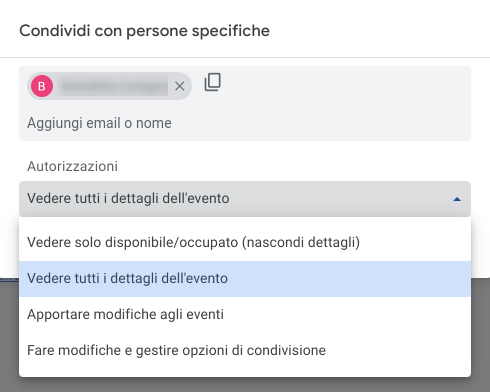 Condividi con persone specifiche
B
Aggiungi email o nome
Autorizzazioni
Vedere tutti i dettagli dell'evento
Vedere solo disponibile/occupato (nascondi dettagli)
Vedere tutti i dettagli dell'evento
Apportare modifiche agli eventi
Fare modifiche e gestire opzioni di condivisione